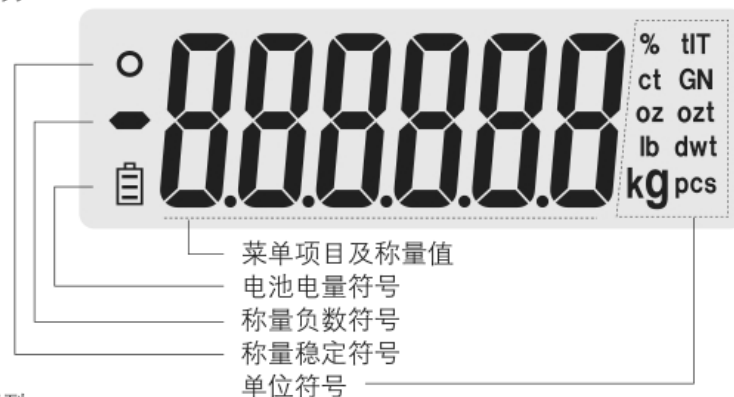 888888
% tlT
ct GN
oz ozt
lb dwt
kg pcs
菜单项目及称量值
电池电量符号
称量负数符号
称量稳定符号
单位符号